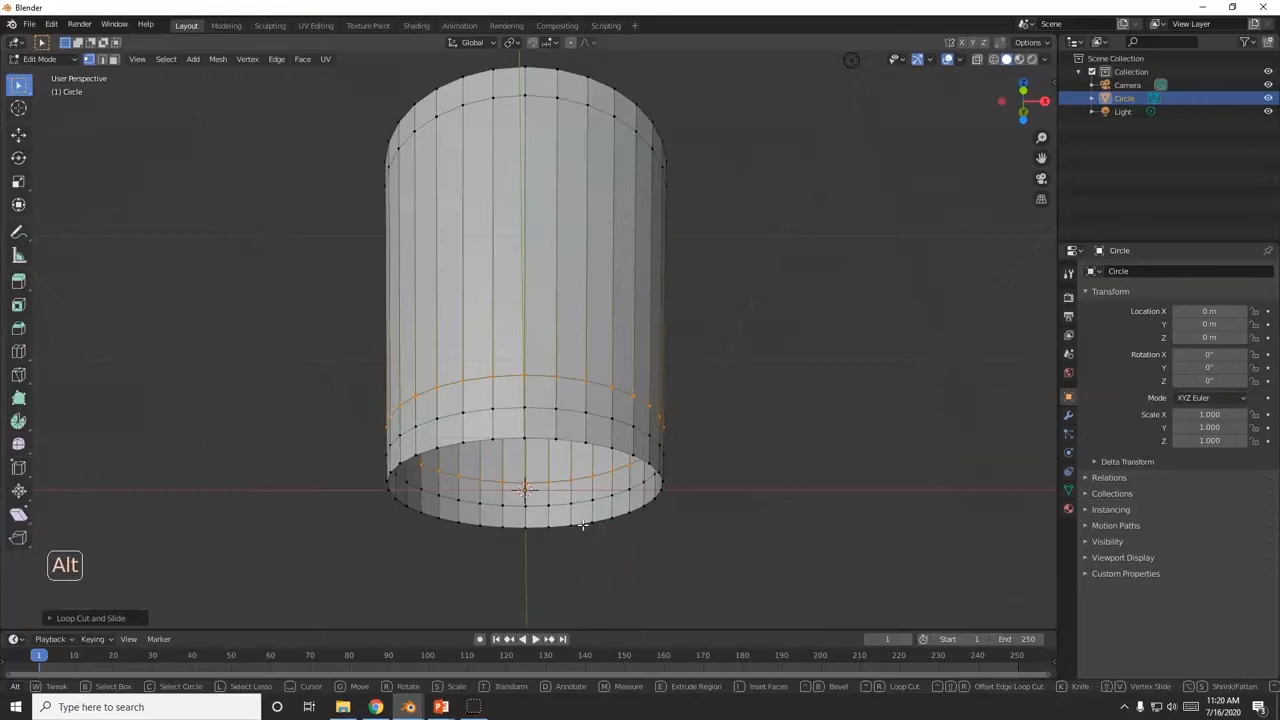 Blender
File Edit Render Window Help Layout Modeling Sculpting UV Editing Texture Paint Shading Animation Rendering Compositing Scripting + Scene View Layer
Global Options
Edit Mode View Select Add Mesh Vertex Edge Face UV X Y Z
User Perspective
(1) Circle
Scene Collection
Collection
Camera
Circle
Light
Z
X
Y
Circle
Circle
Transform
Location X 0 m
Y 0 m
Z 0 m
Rotation X 0°
Y 0°
Z 0°
Mode XYZ Euler
Scale X 1.000
Y 1.000
Z 1.000
Delta Transform
Relations
Collections
Instancing
Motion Paths
Visibility
Viewport Display
Custom Properties
Alt
Loop Cut and Slide
Playback Keying View Marker 1 Start 1 End 250
1 10 20 30 40 50 60 70 80 90 100 110 120 130 140 150 160 170 180 190 200 210 220 230 240 250
Alt W Tweak B Select Box C Select Circle L Select Lasso Cursor G Move R Rotate S Scale T Transform D Annotate M Measure E Extrude Region I Inset Faces B Bevel R Loop Cut R Offset Edge Loop Cut K Knife V Vertex Slide S Shrink/Fatten
Type here to search
11:20 AM
7/16/2020
3